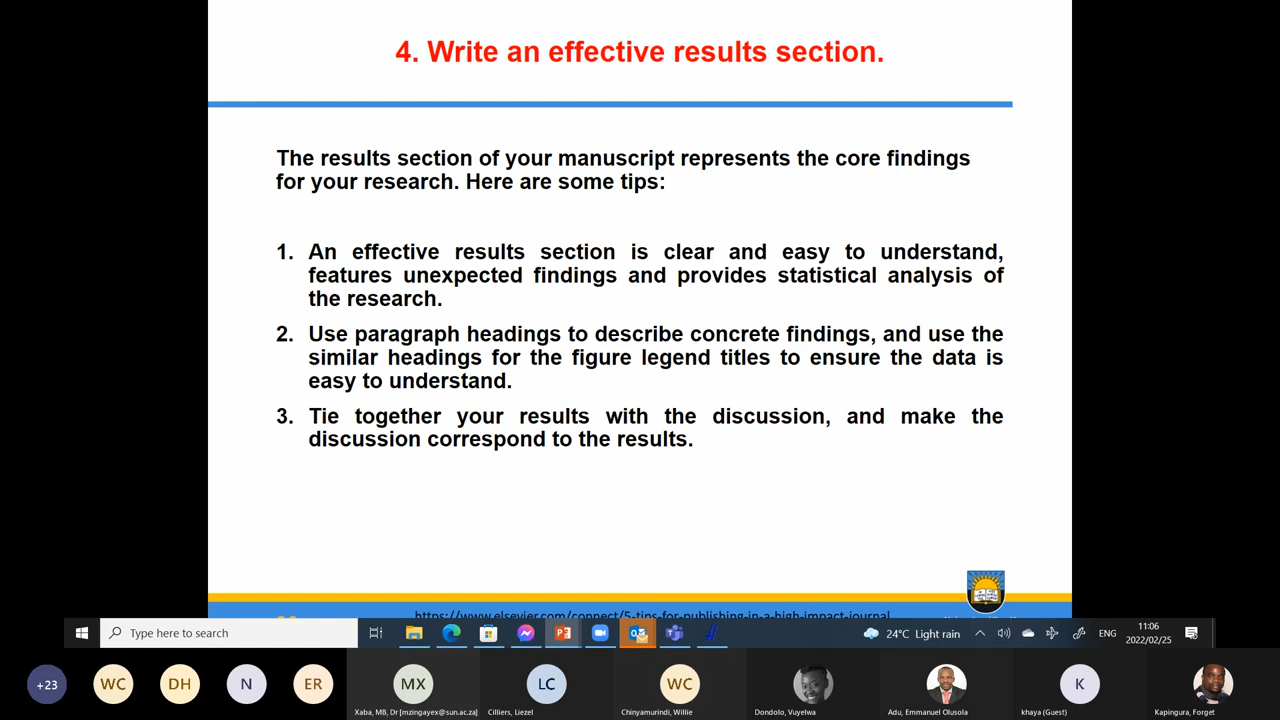 4. Write an effective results section.
The results section of your manuscript represents the core findings
for your research. Here are some tips:
1. An effective results section is clear and easy to understand,
features unexpected findings and provides statistical analysis of
the research.
2. Use paragraph headings to describe concrete findings, and use the
similar headings for the figure legend titles to ensure the data is
easy to understand.
3. Tie together your results with the discussion, and make the
discussion correspond to the results.
https://www.elsevier.com/connect/5-tips-for-publishing-in-a-high-impact-journal
Type here to search
24°C Light rain
ENG
11:06
2022/02/25
+23
WC
DH
N
ER
MX
LC
WC
K
Xaba, MB, Dr [mzingayex@sun.ac.za]
Cilliers, Liezel
Chinyamurindi, Willie
Dondolo, Vuyelwa
Adu, Emmanuel Olusola
khaya (Guest)
Kapingura, Forget